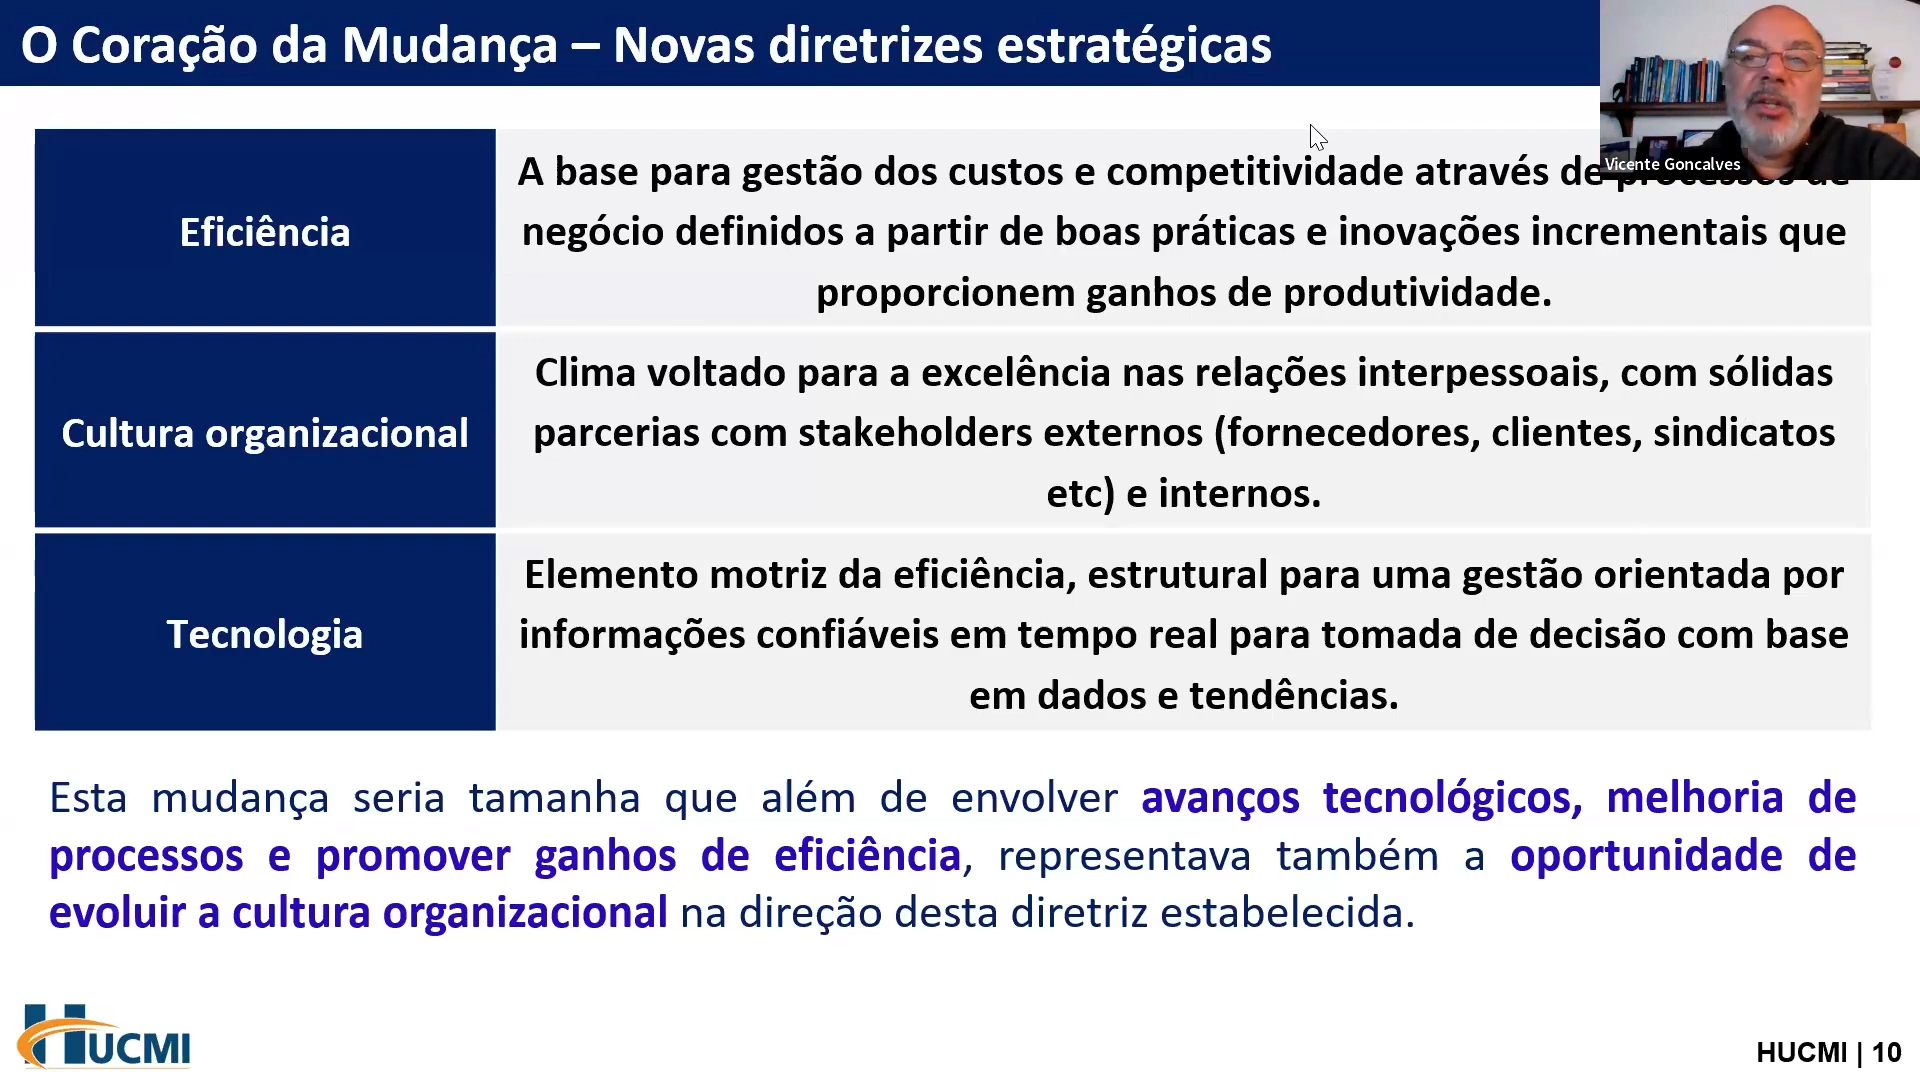 O Coração da Mudança – Novas diretrizes estratégicas
Vicente Goncalves
Eficiência
A base para gestão dos custos e competitividade através de processos de
negócio definidos a partir de boas práticas e inovações incrementais que
proporcionem ganhos de produtividade.
Cultura organizacional
Clima voltado para a excelência nas relações interpessoais, com sólidas
parcerias com stakeholders externos (fornecedores, clientes, sindicatos
etc) e internos.
Tecnologia
Elemento motriz da eficiência, estrutural para uma gestão orientada por
informações confiáveis em tempo real para tomada de decisão com base
em dados e tendências.
Esta mudança seria tamanha que além de envolver avanços tecnológicos, melhoria de
processos e promover ganhos de eficiência, representava também a oportunidade de
evoluir a cultura organizacional na direção desta diretriz estabelecida.
HUCMI
HUCMI | 10